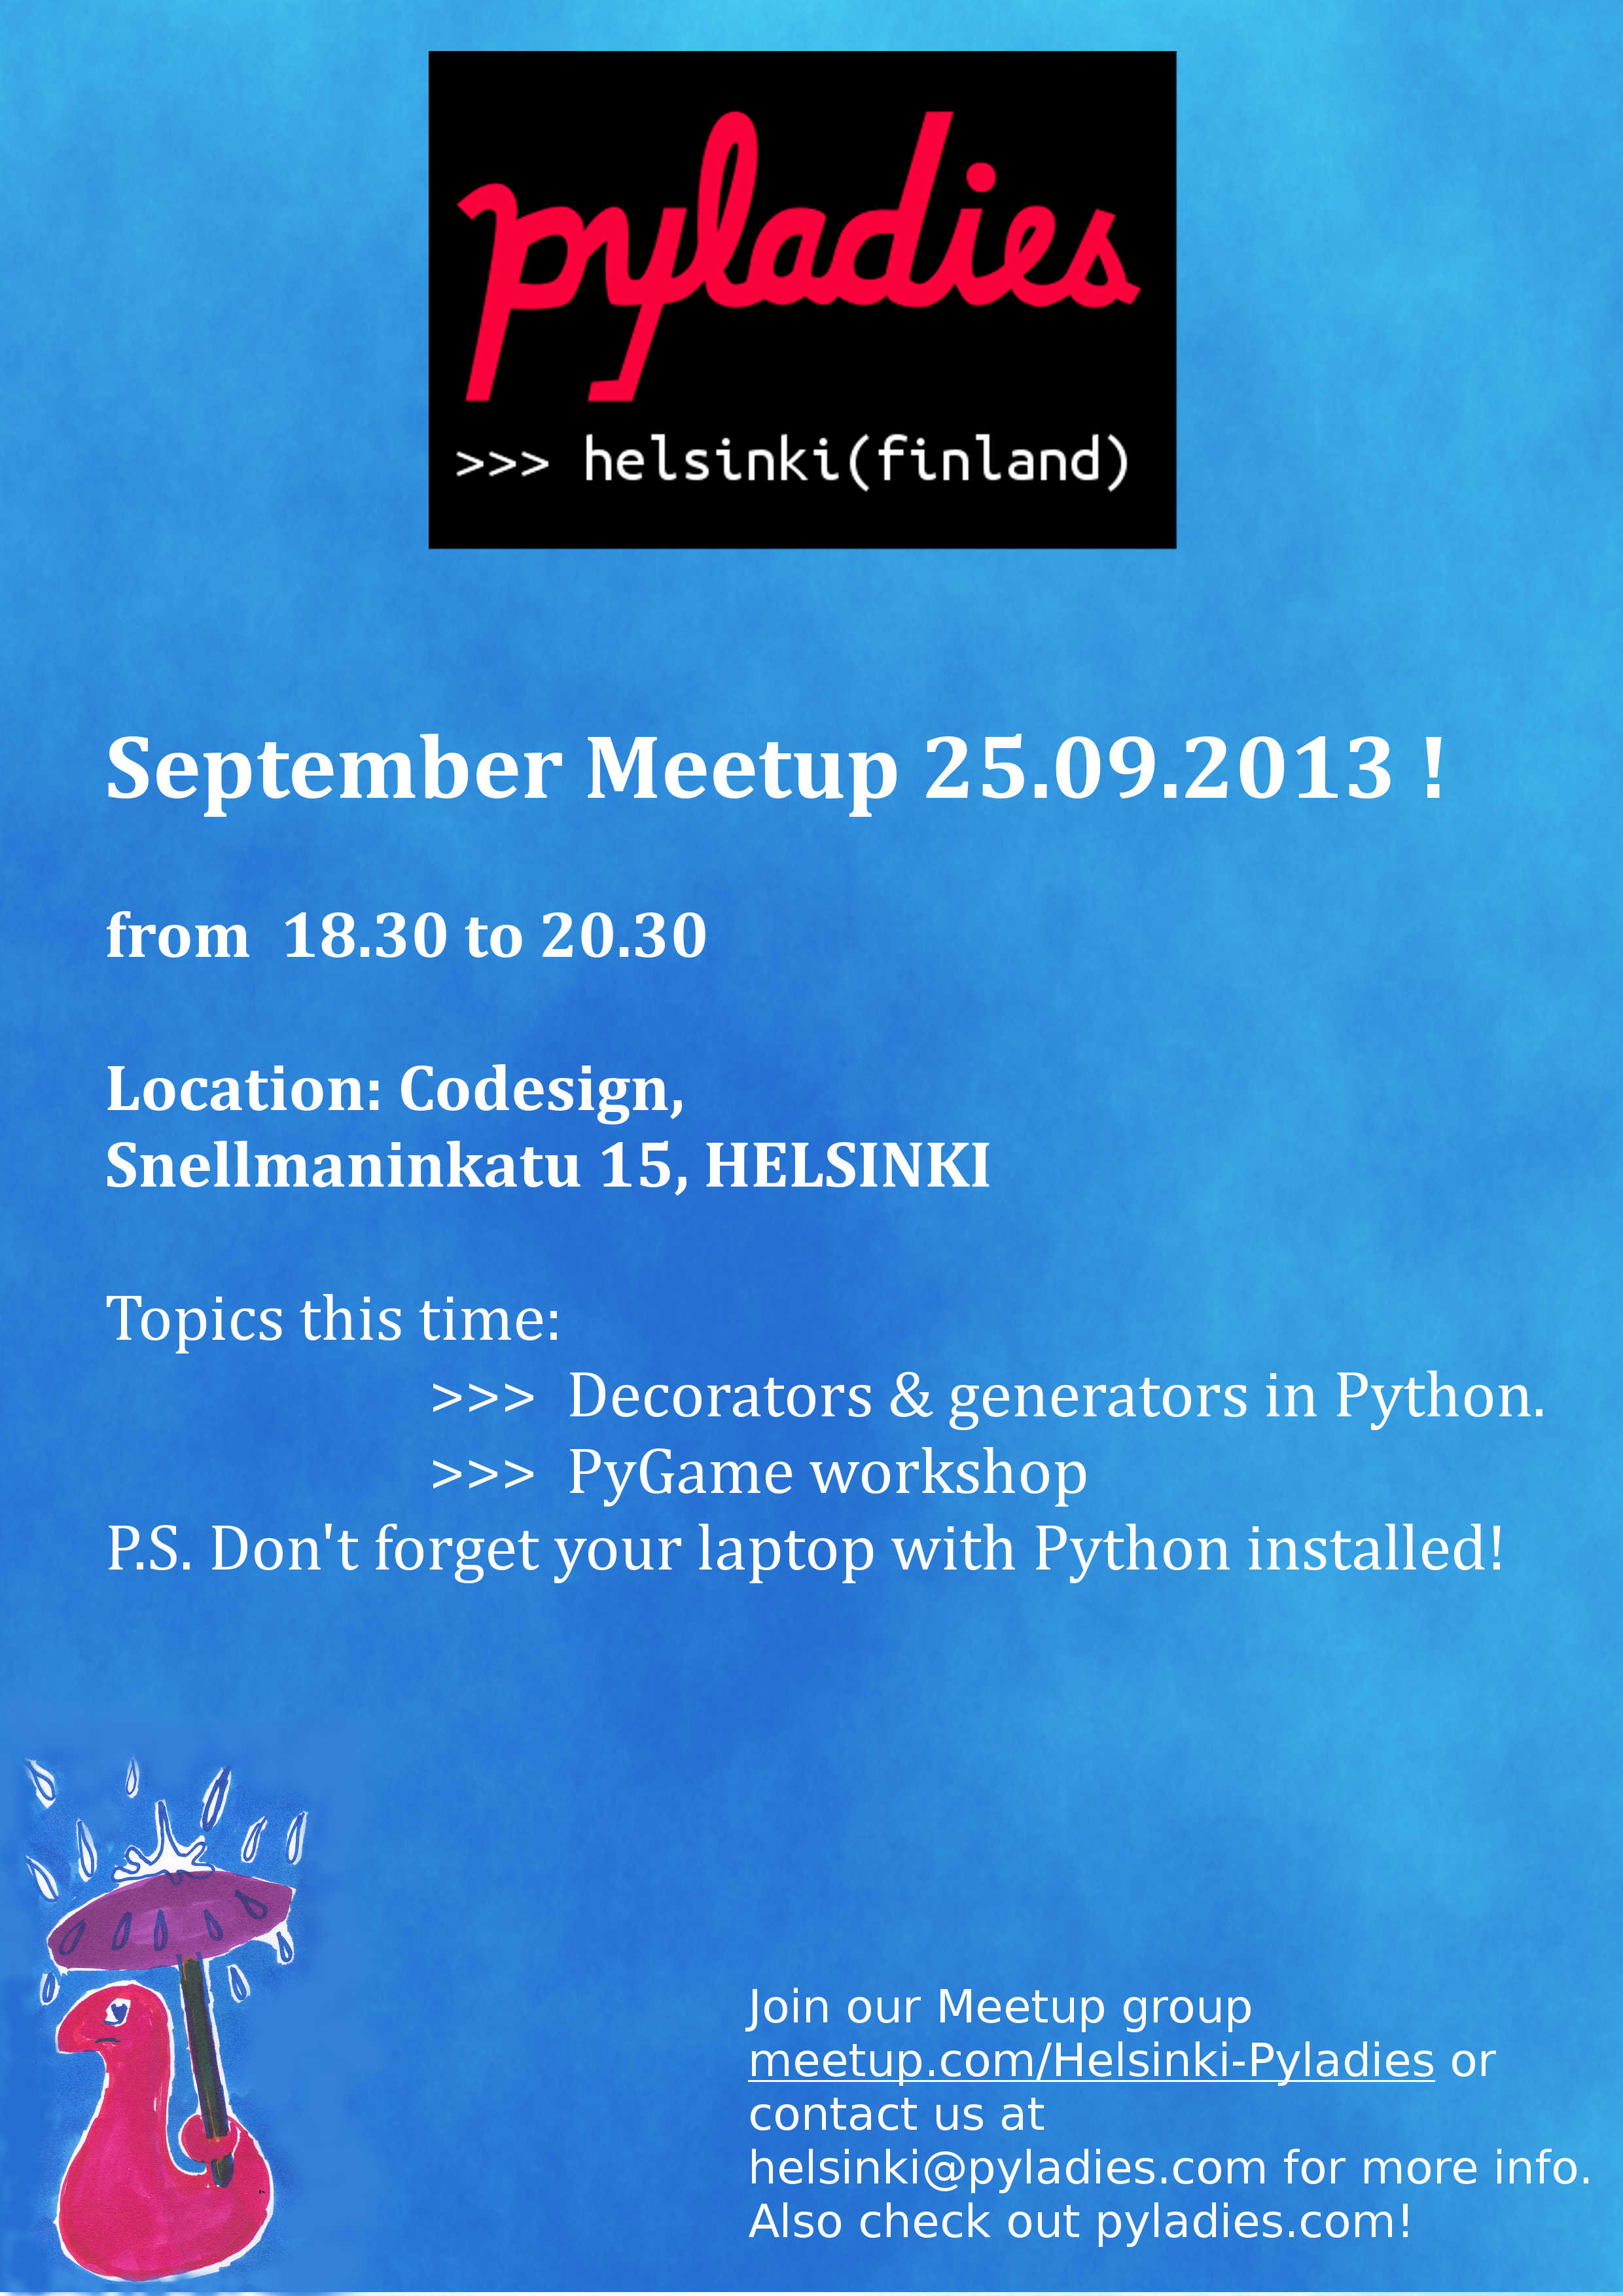 pyladies
>>> helsinki(finland)
September Meetup 25.09.2013 !
from 18.30 to 20.30
Location: Codesign,
Snellmaninkatu 15, HELSINKI
Topics this time:
>>> Decorators & generators in Python.
>>> PyGame workshop
P.S. Don't forget your laptop with Python installed!
Join our Meetup group
meetup.com/Helsinki-Pyladies or
contact us at
helsinki@pyladies.com for more info.
Also check out pyladies.com!